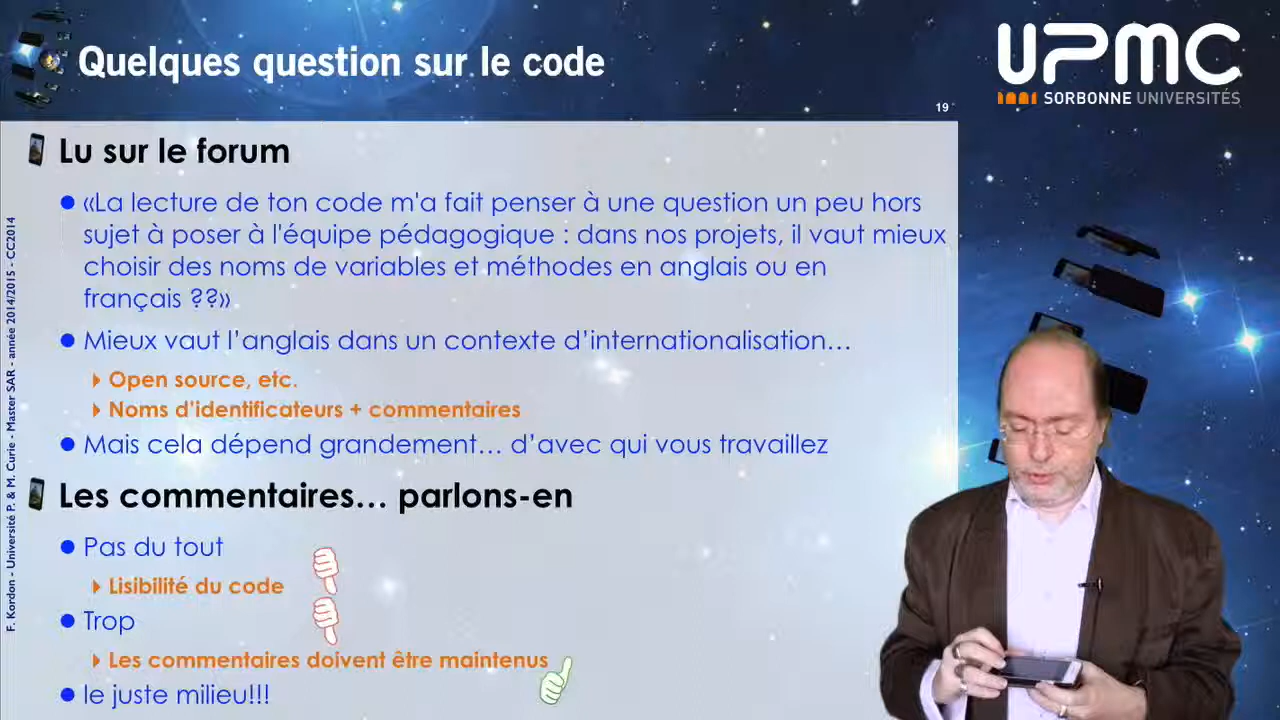 Quelques question sur le code
UPMC
SORBONNE UNIVERSITÉS
19
Lu sur le forum
«La lecture de ton code m'a fait penser à une question un peu hors
sujet à poser à l'équipe pédagogique : dans nos projets, il vaut mieux
choisir des noms de variables et méthodes en anglais ou en
français ??»
Mieux vaut l’anglais dans un contexte d’internationalisation…
Open source, etc.
Noms d’identificateurs + commentaires
Mais cela dépend grandement… d’avec qui vous travaillez
Les commentaires… parlons-en
Pas du tout
Lisibilité du code
Trop
Les commentaires doivent être maintenus
le juste milieu!!!
F. Kordon - Université P. & M. Curie - Master SAR - année 2014/2015 - CC2014